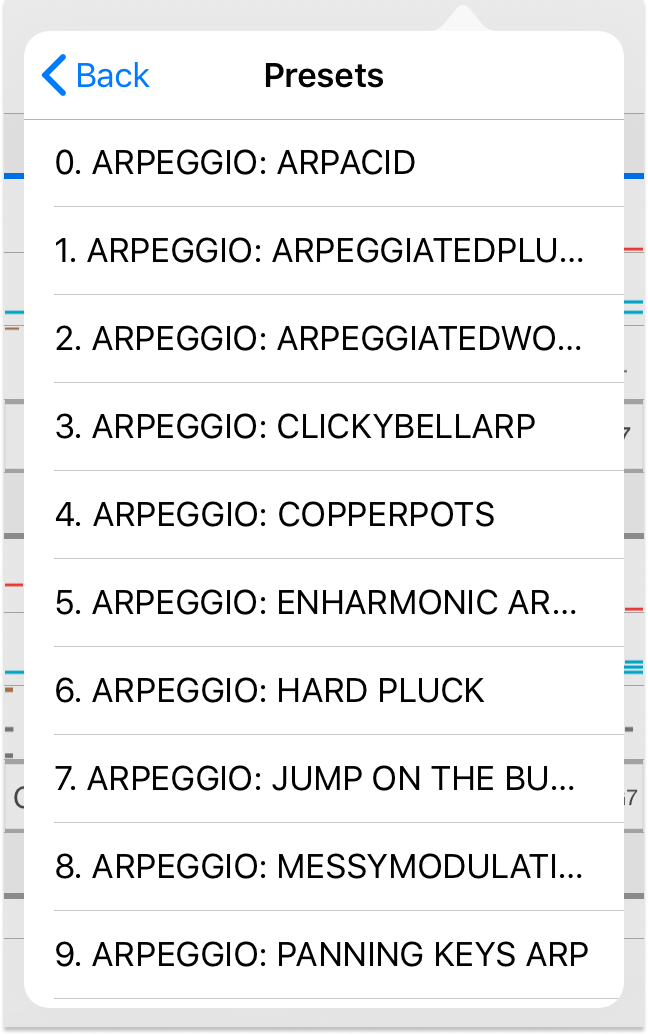 Back
Presets
0. ARPEGGIO: ARPACID
1. ARPEGGIO: ARPEGGIATEDPLU...
2. ARPEGGIO: ARPEGGIATEDWO...
3. ARPEGGIO: CLICKYBELLARP
7
4. ARPEGGIO: COPPERPOTS
5. ARPEGGIO: ENHARMONIC AR...
6. ARPEGGIO: HARD PLUCK
7. ARPEGGIO: JUMP ON THE BU...
8. ARPEGGIO: MESSYMODULATI...
9. ARPEGGIO: PANNING KEYS ARP